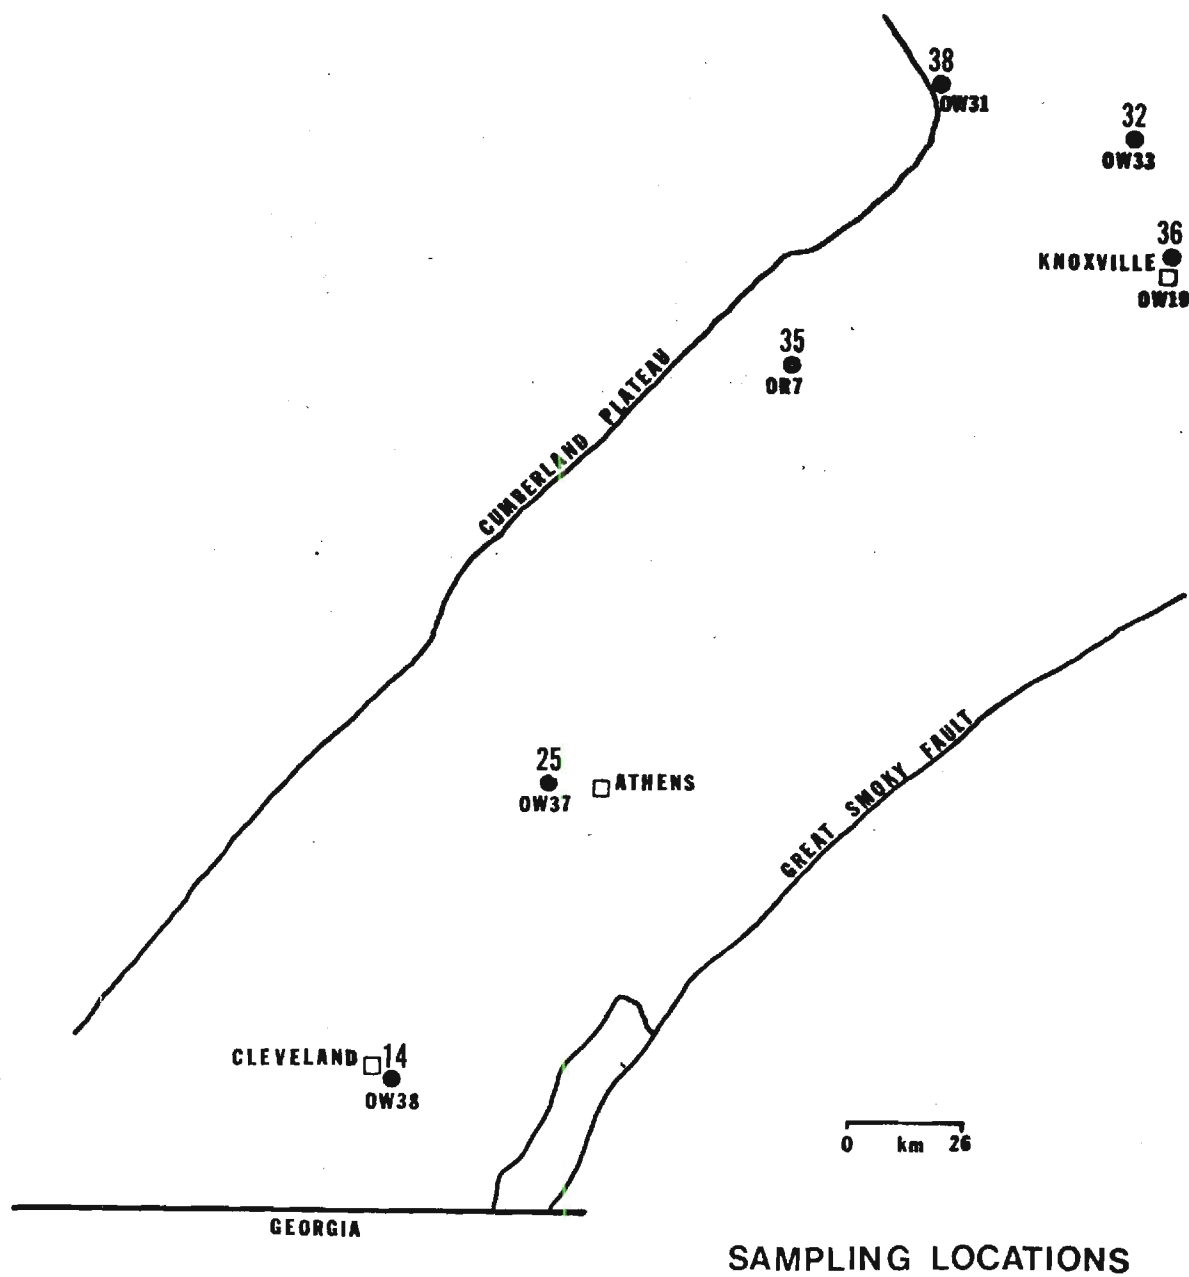 38
OW31
32
OW33
36
KNOXVILLE
OW19
35
OR7
CUMBERLAND PLATEAU
GREAT SMOKY FAULT
25
ATHENS
OW37
CLEVELAND
14
OW38
0 km 26
GEORGIA
SAMPLING LOCATIONS